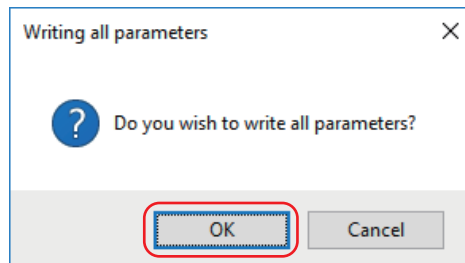 Writing all parameters
Do you wish to write all parameters?
OK
Cancel